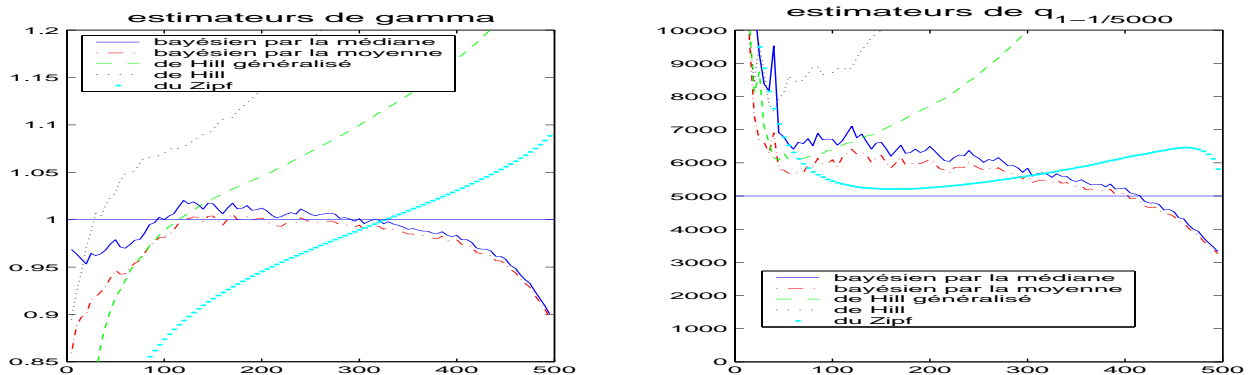 estimateurs de gamma
1.2
1.15
1.1
1.05
1
0.95
0.9
0.85
0
100
200
300
400
500
bayésien par la médiane
bayésien par la moyenne
de Hill généralisé
de Hill
du Zipf
estimateurs de q1−1/5000
10000
9000
8000
7000
6000
5000
4000
3000
2000
1000
0
0
100
200
300
400
500
bayésien par la médiane
bayésien par la moyenne
de Hill généralisé
de Hill
du Zipf